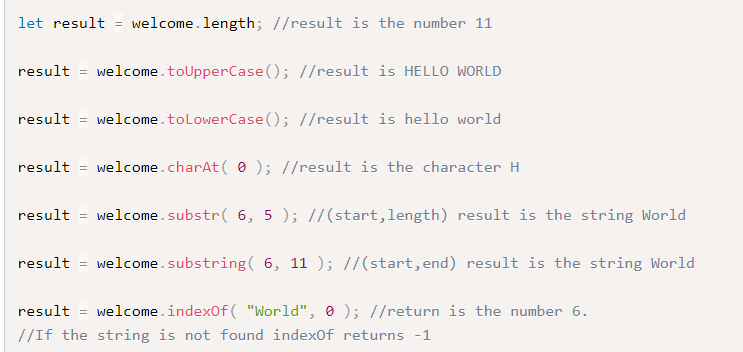 let result = welcome.length; //result is the number 11
result = welcome.toUpperCase(); //result is HELLO WORLD
result = welcome.toLowerCase(); //result is hello world
result = welcome.charAt( 0 ); //result is the character H
result = welcome.substr( 6, 5 ); //(start,length) result is the string World
result = welcome.substring( 6, 11 ); //(start,end) result is the string World
result = welcome.indexOf( "World", 0 ); //return is the number 6.
//If the string is not found indexOf returns -1